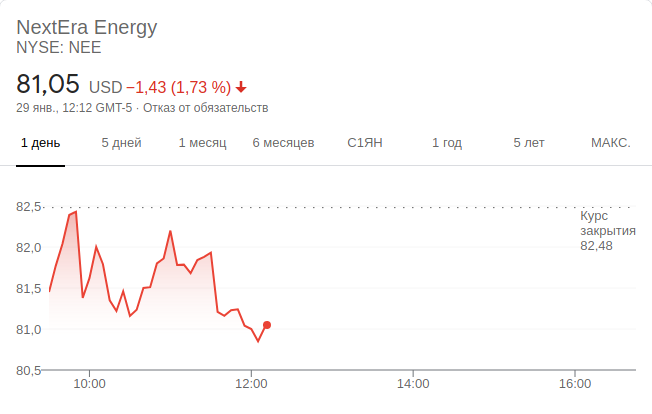 NextEra Energy
NYSE: NEE
81,05 USD −1,43 (1,73 %)
29 янв., 12:12 GMT-5 · Отказ от обязательств
1 день 5 дней 1 месяц 6 месяцев С1ЯН 1 год 5 лет МАКС.
82,5
Курс
закрытия
82,48
82,0
81,5
81,0
80,5
10:00 12:00 14:00 16:00